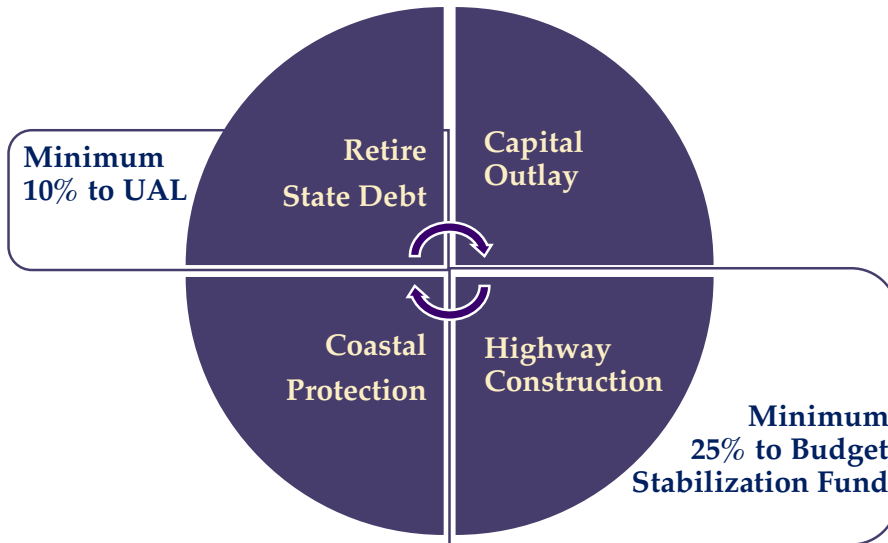 Minimum
10% to UAL
Retire
State Debt
Capital
Outlay
Coastal
Protection
Highway
Construction
Minimum
25% to Budget
Stabilization Fund